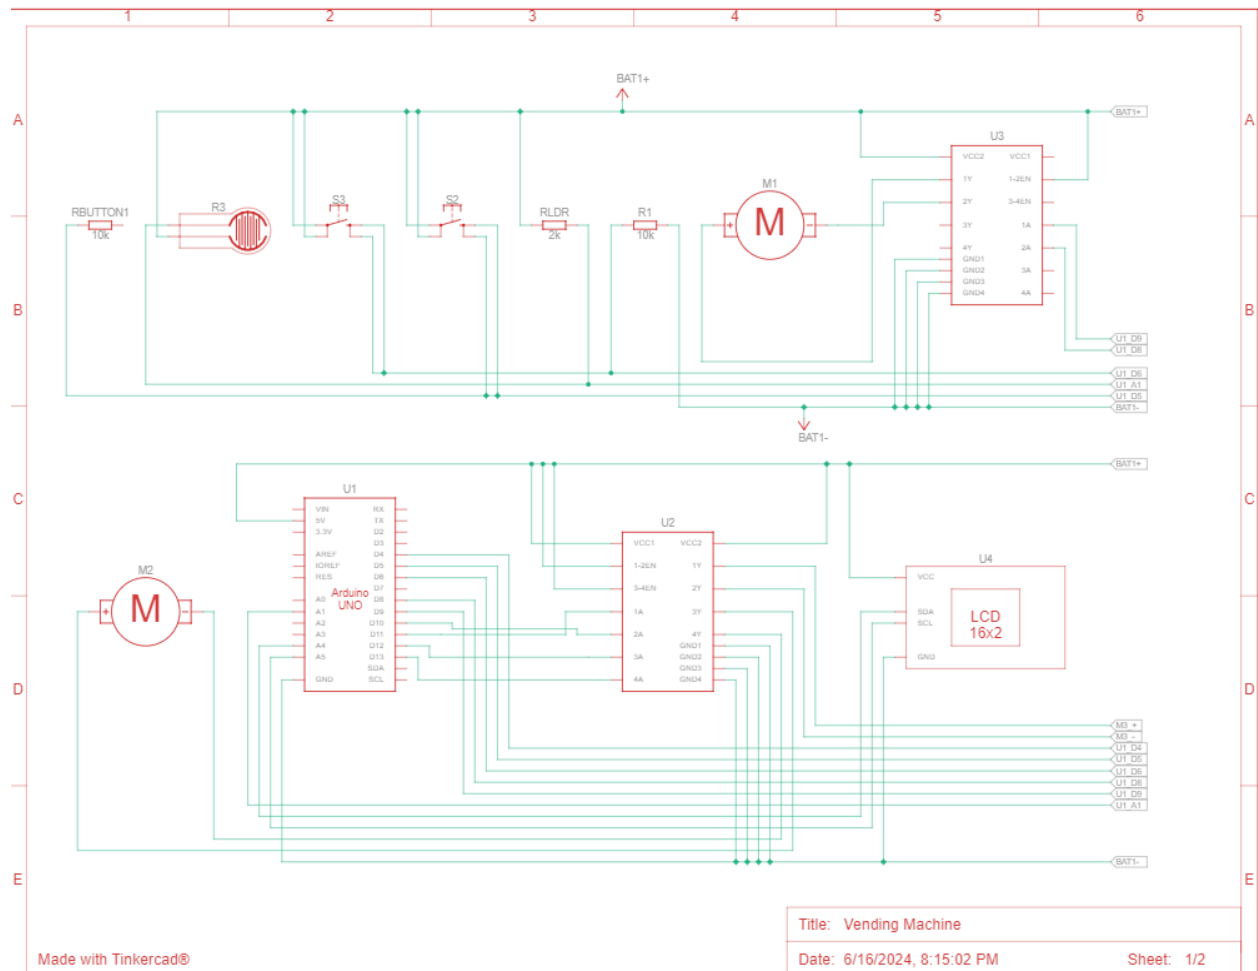 1 2 3 4 5 6
A A
B B
C C
D D
E E
BAT1+
BAT1+
RBUTTON1
10k
R3
S3
S2
RLDR
2k
R1
10k
M1
+ M -
U3
VCC2 VCC1
1Y 1-2EN
2Y 3-4EN
3Y 1A
4Y 2A
GND1
GND2 3A
GND3
GND4 4A
U1_D9
U1_D8
U1_D6
U1_A1
U1_D5
BAT1-
BAT1-
BAT1+
M2
+ M -
U1
Arduino
UNO
VIN RX
5V TX
3.3V D2
D3
AREF D4
IOREF D5
RES D6
D7
A0 D8
A1 D9
A2 D10
A3 D11
A4 D12
A5 D13
SDA
GND SCL
U2
VCC1 VCC2
1-2EN 1Y
3-4EN 2Y
1A 3Y
2A 4Y
GND1
3A GND2
GND3
4A GND4
U4
VCC
SDA
SCL
GND
LCD
16x2
M3_+
M3_-
U1_D4
U1_D5
U1_D6
U1_D8
U1_D9
U1_A1
BAT1-
Title: Vending Machine
Made with Tinkercad®
Date: 6/16/2024, 8:15:02 PM Sheet: 1/2